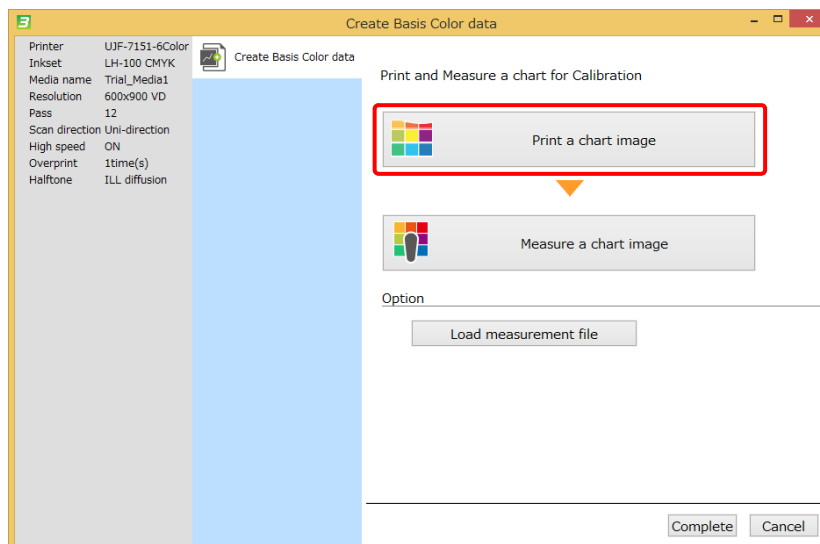 Create Basis Color data
Printer UJF-7151-6Color
Inkset LH-100 CMYK
Media name Trial_Media1
Resolution 600x900 VD
Pass 12
Scan direction Uni-direction
High speed ON
Overprint 1time(s)
Halftone ILL diffusion
Create Basis Color data
Print and Measure a chart for Calibration
Print a chart image
Measure a chart image
Option
Load measurement file
Complete Cancel